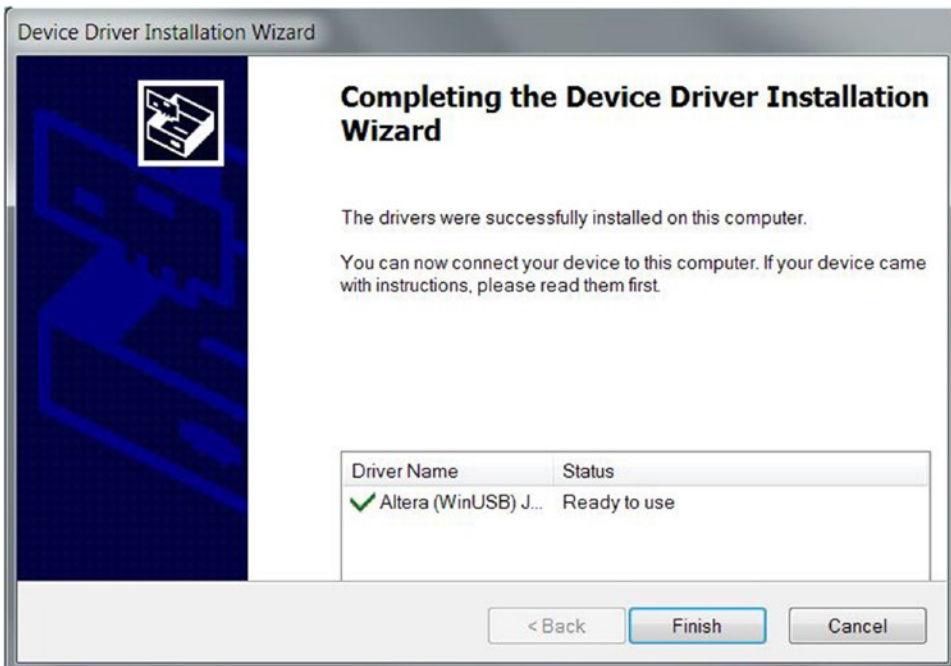 Device Driver Installation Wizard
Completing the Device Driver Installation
Wizard
The drivers were successfully installed on this computer.
You can now connect your device to this computer. If your device came
with instructions, please read them first.
Driver Name Status
Altera (WinUSB) J... Ready to use
< Back Finish Cancel